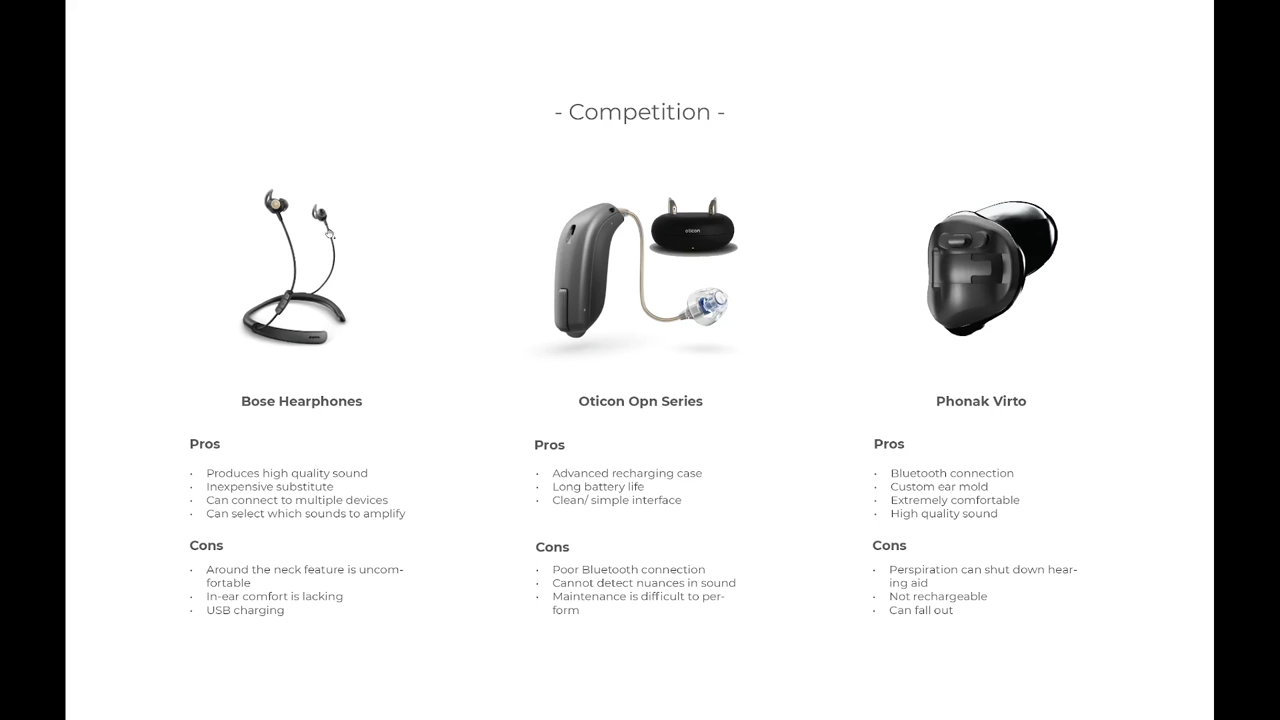 - Competition -
oticon
Bose Hearphones
Pros
• Produces high quality sound
• Inexpensive substitute
• Can connect to multiple devices
• Can select which sounds to amplify
Cons
• Around the neck feature is uncom-
fortable
• In-ear comfort is lacking
• USB charging
Oticon Opn Series
Pros
• Advanced recharging case
• Long battery life
• Clean/ simple interface
Cons
• Poor Bluetooth connection
• Cannot detect nuances in sound
• Maintenance is difficult to per-
form
Phonak Virto
Pros
• Bluetooth connection
• Custom ear mold
• Extremely comfortable
• High quality sound
Cons
• Perspiration can shut down hear-
ing aid
• Not rechargeable
• Can fall out